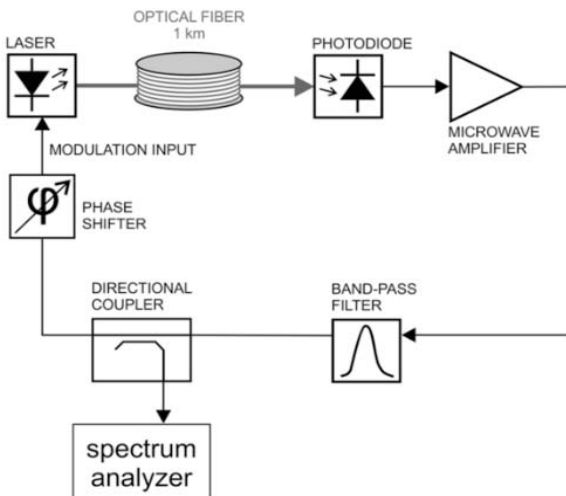 OPTICAL FIBER
1 km
LASER
PHOTODIODE
MICROWAVE
AMPLIFIER
MODULATION INPUT
φ
PHASE
SHIFTER
DIRECTIONAL
COUPLER
BAND-PASS
FILTER
spectrum
analyzer